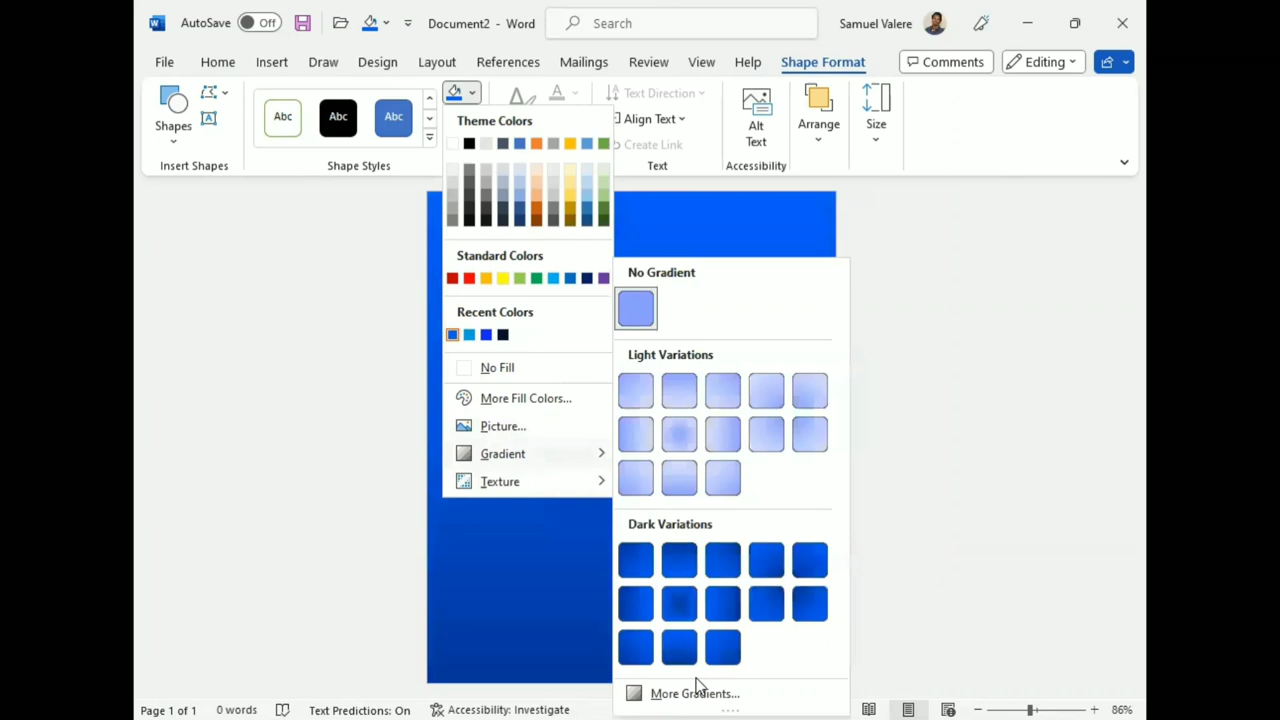 AutoSave Off Document2 - Word Search Samuel Valere
File Home Insert Draw Design Layout References Mailings Review View Help Shape Format Comments Editing
Shapes
Insert Shapes
Abc Abc Abc
Shape Styles
Text Direction
Align Text
Create Link
Text
Alt
Text
Accessibility
Arrange
Size
Theme Colors
Standard Colors
Recent Colors
No Fill
More Fill Colors...
Picture...
Gradient
Texture
No Gradient
Light Variations
Dark Variations
More Gradients...
Page 1 of 1 0 words Text Predictions: On Accessibility: Investigate 86%